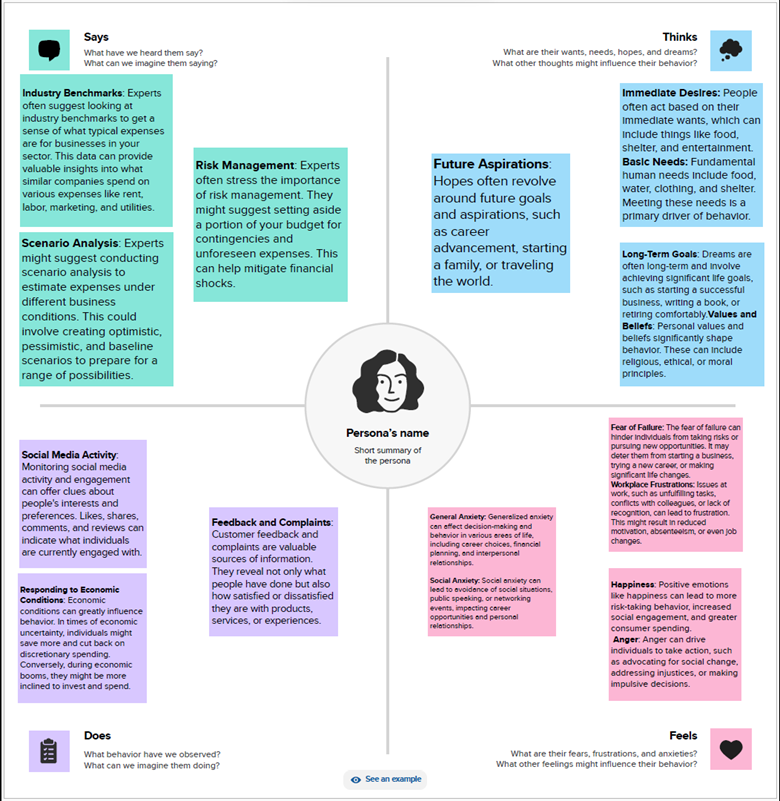 Says
What have we heard them say?
What can we imagine them saying?
Industry Benchmarks: Experts
often suggest looking at
industry benchmarks to get a
sense of what typical expenses
are for businesses in your
sector. This data can provide
valuable insights into what
similar companies spend on
various expenses like rent,
labor, marketing, and utilities.
Risk Management: Experts
often stress the importance
of risk management. They
might suggest setting aside
a portion of your budget for
contingencies and
unforeseen expenses. This
can help mitigate financial
shocks.
Scenario Analysis: Experts
might suggest conducting
scenario analysis to
estimate expenses under
different business
conditions. This could
involve creating optimistic,
pessimistic, and baseline
scenarios to prepare for a
range of possibilities.
Thinks
What are their wants, needs, hopes, and dreams?
What other thoughts might influence their behavior?
Future Aspirations:
Hopes often revolve
around future goals
and aspirations, such
as career
advancement, starting
a family, or traveling
the world.
Immediate Desires: People
often act based on their
immediate wants, which can
include things like food,
shelter, and entertainment.
Basic Needs: Fundamental
human needs include food,
water, clothing, and shelter.
Meeting these needs is a
primary driver of behavior.
Long-Term Goals: Dreams are
often long-term and involve
achieving significant life goals,
such as starting a successful
business, writing a book, or
retiring comfortably.Values and
Beliefs: Personal values and
beliefs significantly shape
behavior. These can include
religious, ethical, or moral
principles.
Persona's name
Short summary of
the persona
Social Media Activity:
Monitoring social media
activity and engagement
can offer clues about
people's interests and
preferences. Likes, shares,
comments, and reviews can
indicate what individuals
are currently engaged with.
Feedback and Complaints:
Customer feedback and
complaints are valuable
sources of information.
They reveal not only what
people have done but also
how satisfied or dissatisfied
they are with products,
services, or experiences.
Responding to Economic
Conditions: Economic
conditions can greatly influence
behavior. In times of economic
uncertainty, individuals might
save more and cut back on
discretionary spending.
Conversely, during economic
booms, they might be more
inclined to invest and spend.
Does
What behavior have we observed?
What can we imagine them doing?
General Anxiety: Generalized anxiety
can affect decision-making and
behavior in various areas of life,
including career choices, financial
planning, and interpersonal
relationships.
Social Anxiety: Social anxiety can
lead to avoidance of social situations,
public speaking, or networking
events, impacting career
opportunities and personal
relationships.
Fear of Failure: The fear of failure can
hinder individuals from taking risks or
pursuing new opportunities. It may
deter them from starting a business,
trying a new career, or making
significant life changes.
Workplace Frustrations: Issues at
work, such as unfulfilling tasks,
conflicts with colleagues, or lack of
recognition, can lead to frustration.
This might result in reduced
motivation, absenteeism, or even job
changes.
Happiness: Positive emotions
like happiness can lead to more
risk-taking behavior, increased
social engagement, and greater
consumer spending.
Anger: Anger can drive
individuals to take action, such
as advocating for social change,
addressing injustices, or making
impulsive decisions.
Feels
What are their fears, frustrations, and anxieties?
What other feelings might influence their behavior?
See an example